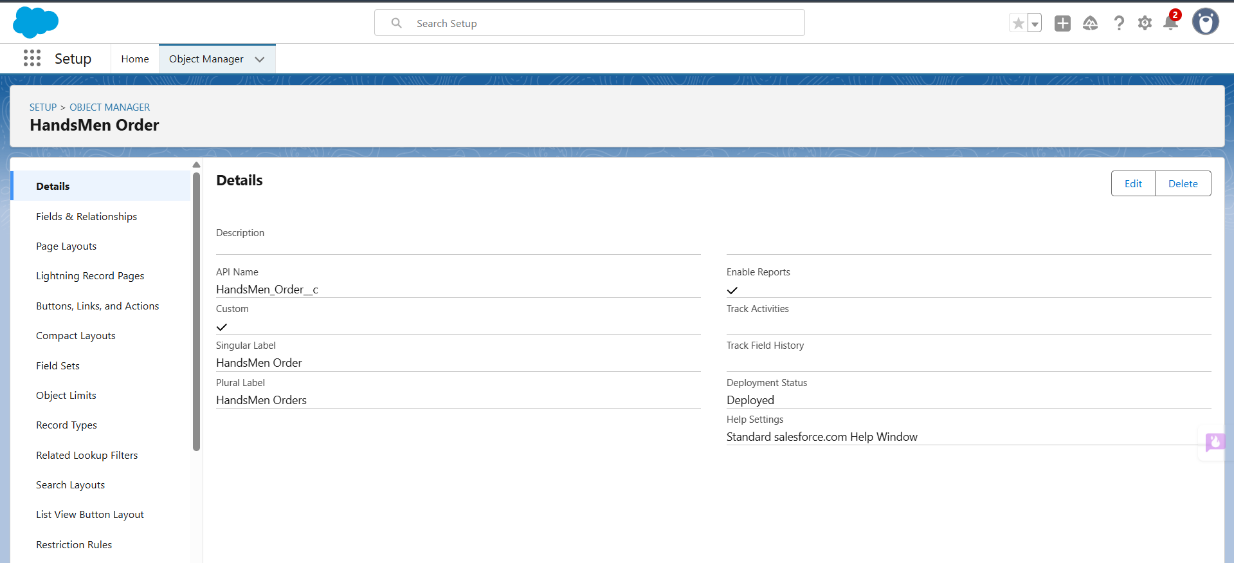 Search Setup
2
Setup
Home
Object Manager
SETUP > OBJECT MANAGER
HandsMen Order
Details
Fields & Relationships
Page Layouts
Lightning Record Pages
Buttons, Links, and Actions
Compact Layouts
Field Sets
Object Limits
Record Types
Related Lookup Filters
Search Layouts
List View Button Layout
Restriction Rules
Details
Edit
Delete
Description
API Name
HandsMen_Order__c
Custom
Singular Label
HandsMen Order
Plural Label
HandsMen Orders
Enable Reports
Track Activities
Track Field History
Deployment Status
Deployed
Help Settings
Standard salesforce.com Help Window